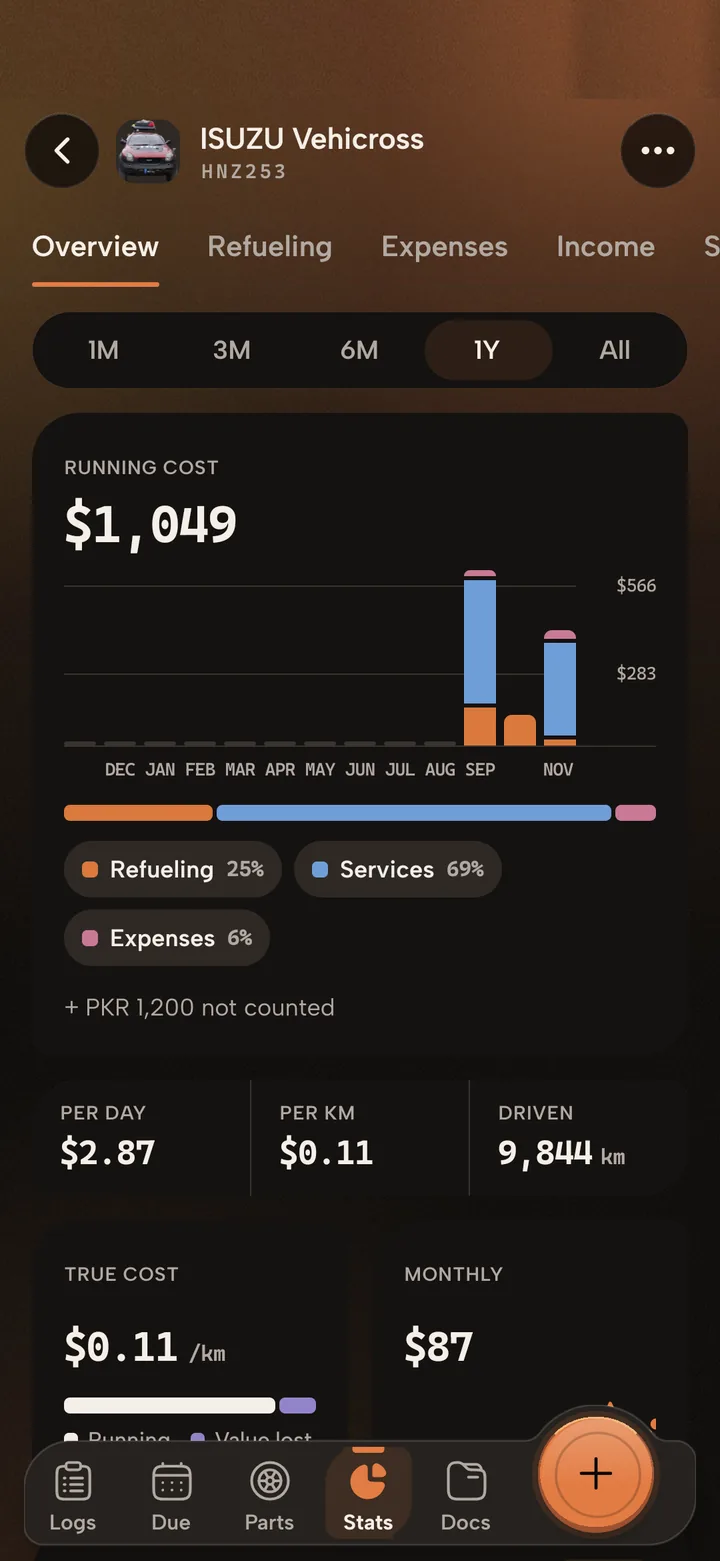 ISUZU Vehicross
HNZ253
Overview Refueling Expenses Income S
1M 3M 6M 1Y All
RUNNING COST
$1,049
$566
$283
DEC JAN FEB MAR APR MAY JUN JUL AUG SEP NOV
Refueling 25% Services 69%
Expenses 6%
+ PKR 1,200 not counted
PER DAY PER KM DRIVEN
$2.87 $0.11 9,844 km
TRUE COST MONTHLY
$0.11 /km $87
Running Value lost
Logs Due Parts Stats Docs